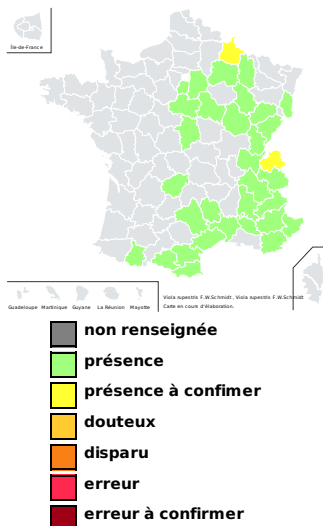 Île-de-France
Guadeloupe Martinique Guyane La Réunion Mayotte
Viola rupestris F.W.Schmidt , Viola rupestris F.W.Schmidt
Carte en cours d'élaboration.
non renseignée
présence
présence à confimer
douteux
disparu
erreur
erreur à confirmer